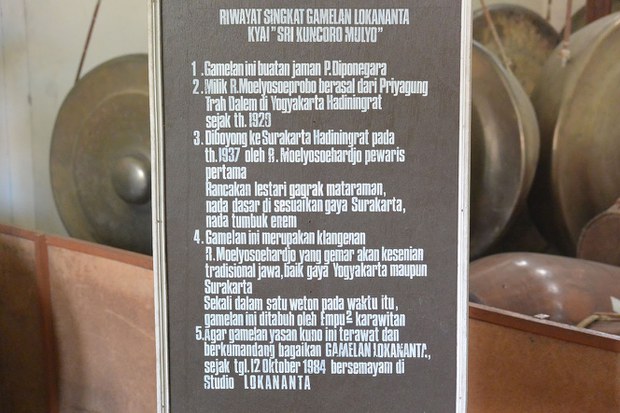 RIWAYAT SINGKAT GAMELAN LOKANANTA
KYAI "SRI KUNCORO MULYO"
1. Gamelan ini buatan jaman P. Diponegara
2. Milik R. Moelyosoeprobo berasal dari Priyagung
Trah Dalem di Yogyakarta Hadiningrat
sejak th. 1920
3. Diboyong ke Surakarta Hadiningrat pada
th. 1937 oleh R. Moelyosoehardjo pewaris
pertama
Rancakan lestari gagrak mataraman,
nada dasar di sesuaikan gaya Surakarta,
nada tumbuk enem
4. Gamelan ini merupakan klangenan
R. Moelyosoehardjo yang gemar akan kesenian
tradisional jawa, baik gaya Yogyakarta maupun
Surakarta
Sekali dalam satu weton pada waktu itu,
gamelan ini ditabuh oleh Empu² karawitan
5. Agar gamelan yasan kuno ini terawat dan
berkumandang bagaikan GAMELAN LOKANANTA,
sejak tgl. 12 Oktober 1984 bersemayam di
Studio LOKANANTA